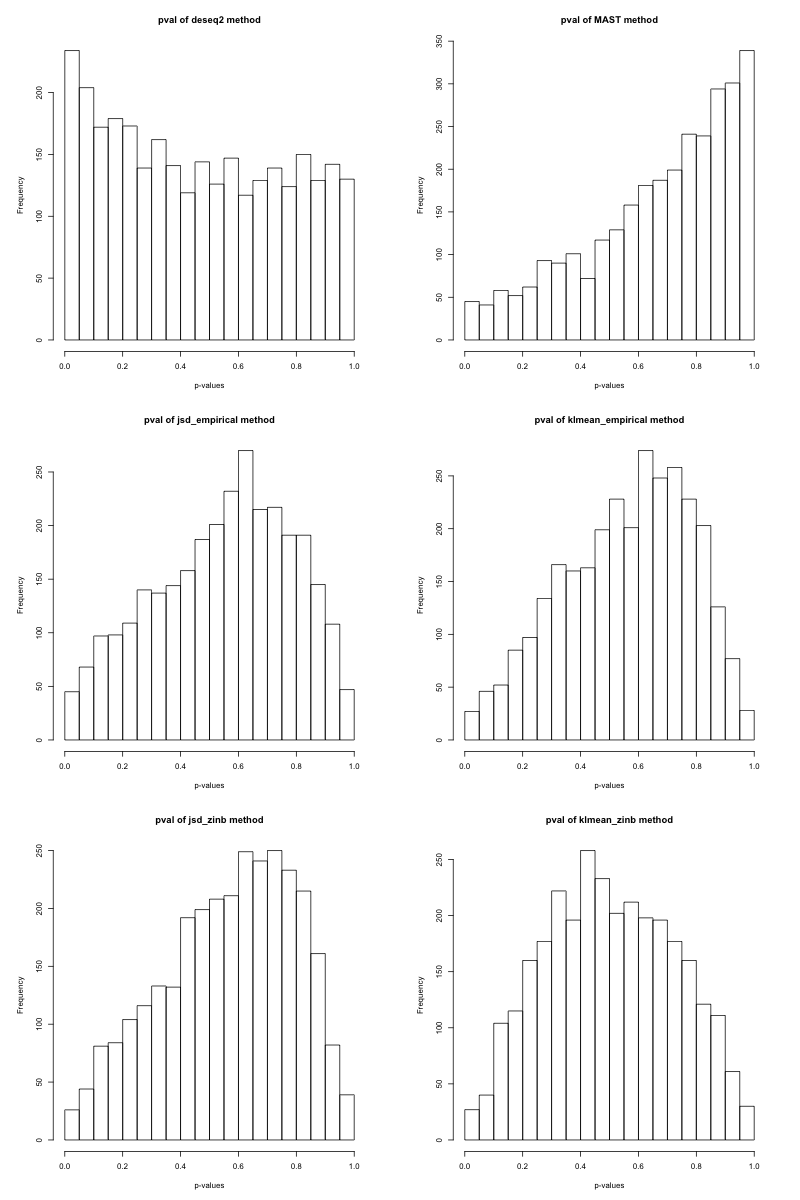 pval of deseq2 method
Frequency
0 50 100 150 200
0.0 0.2 0.4 0.6 0.8 1.0
p-values
pval of MAST method
Frequency
0 50 100 150 200 250 300 350
0.0 0.2 0.4 0.6 0.8 1.0
p-values
pval of jsd_empirical method
Frequency
0 50 100 150 200 250
0.0 0.2 0.4 0.6 0.8 1.0
p-values
pval of klmean_empirical method
Frequency
0 50 100 150 200 250
0.0 0.2 0.4 0.6 0.8 1.0
p-values
pval of jsd_zinb method
Frequency
0 50 100 150 200 250
0.0 0.2 0.4 0.6 0.8 1.0
p-values
pval of klmean_zinb method
Frequency
0 50 100 150 200 250
0.0 0.2 0.4 0.6 0.8 1.0
p-values